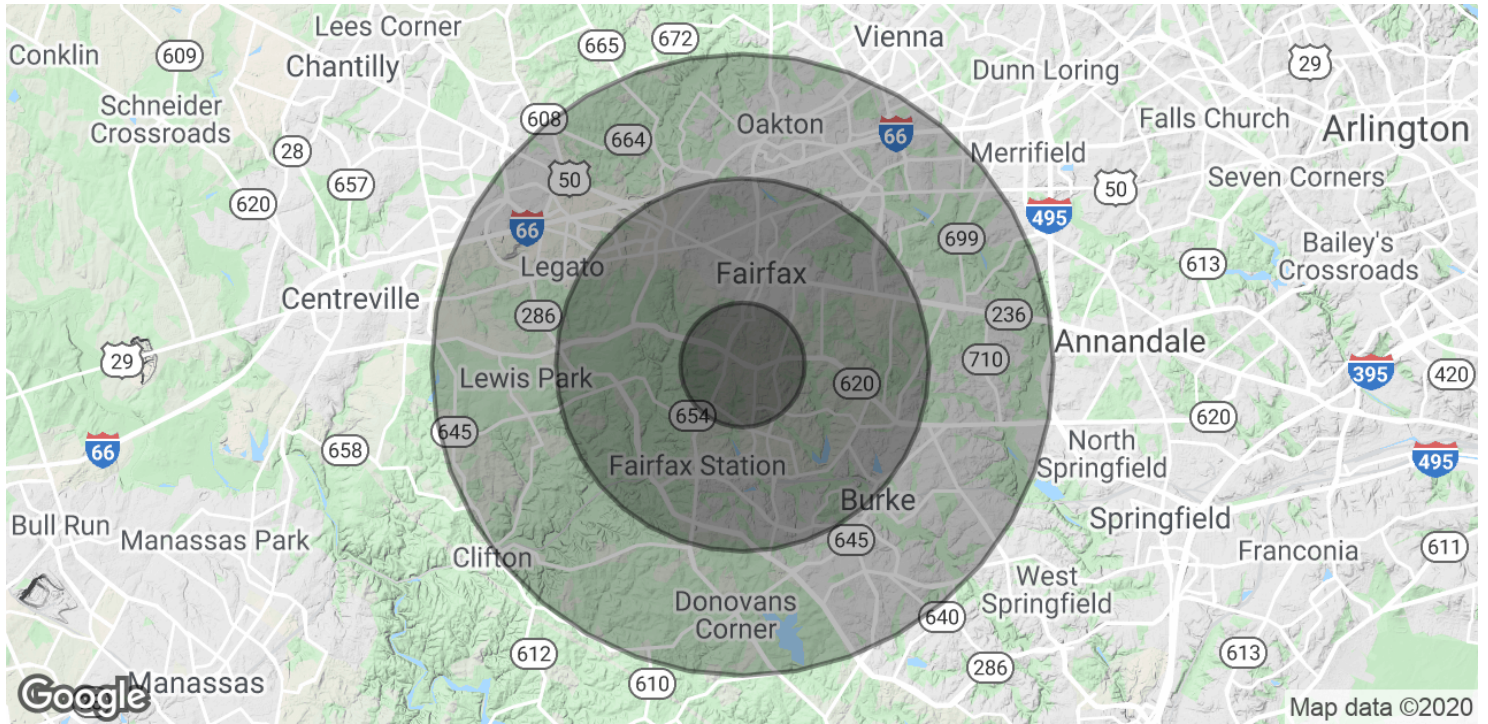 Lees Corner
665
672
Vienna
Conklin
609
Chantilly
29
Dunn Loring
Schneider
Crossroads
608
664
Oakton
66
Falls Church
Arlington
28
Merrifield
657
50
50
Seven Corners
620
66
495
699
Bailey's
Crossroads
Legato
Fairfax
613
Centreville
286
236
29
Annandale
710
395
Lewis Park
620
420
654
620
645
66
658
North
Springfield
495
Fairfax Station
Burke
Bull Run
Manassas Park
645
Springfield
Franconia
611
Clifton
West
Springfield
Donovans
Corner
640
612
613
286
610
Manassas
Google
Map data ©2020